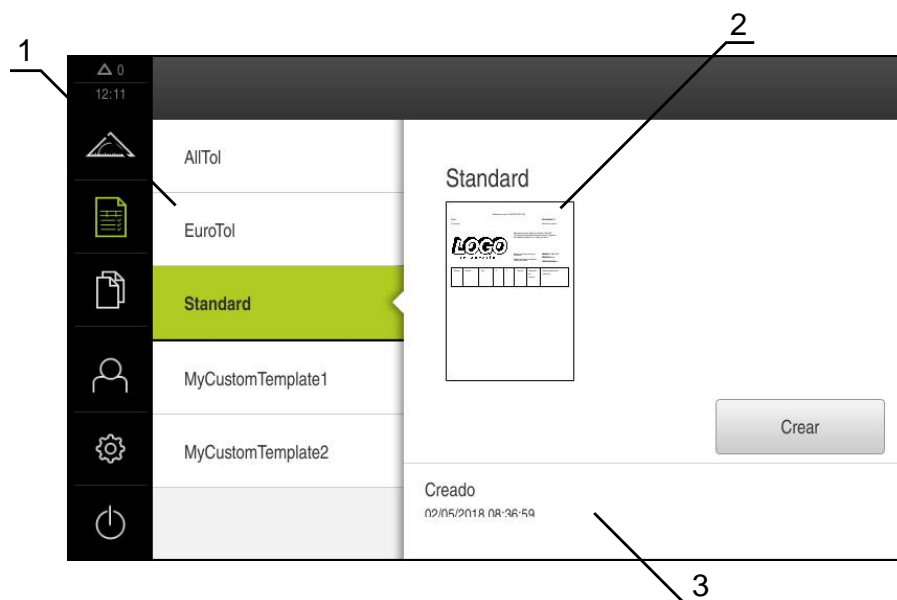 1
2
0
12:11
AllTol
EuroTol
Standard
MyCustomTemplate1
MyCustomTemplate2
Standard
LOGO
Crear
Creado
02/05/2018 08:36:59
3